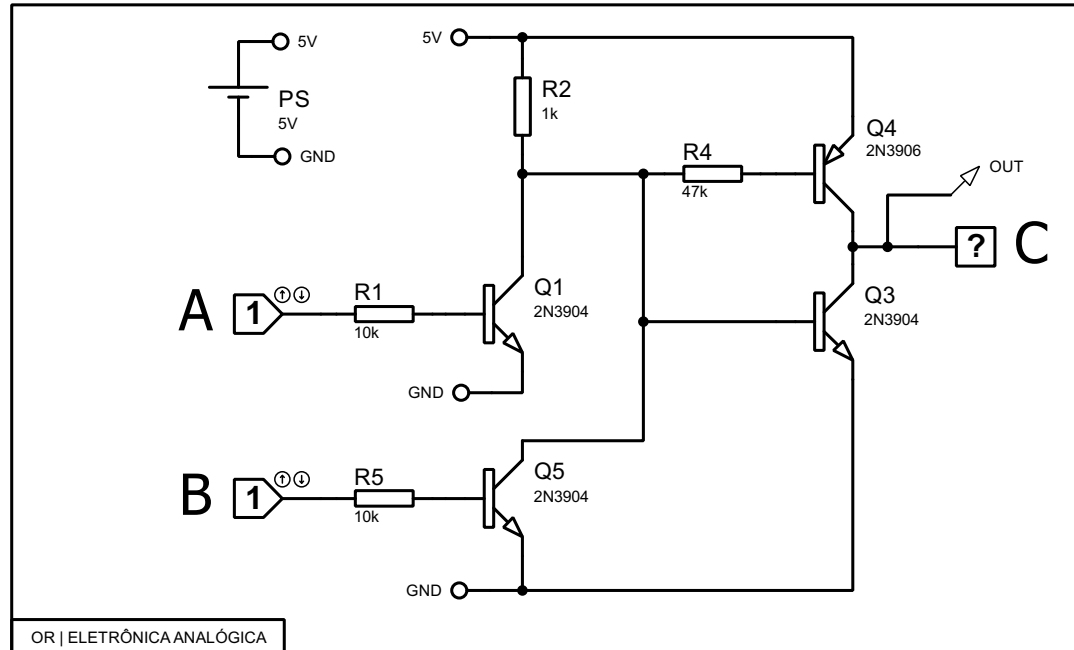 5V
PS
5V
GND
5V
R2
1k
Q4
2N3906
R4
47k
OUT
? C
A 1
R1
10k
Q1
2N3904
Q3
2N3904
GND
B 1
R5
10k
Q5
2N3904
GND
OR | ELETRÔNICA ANALÓGICA